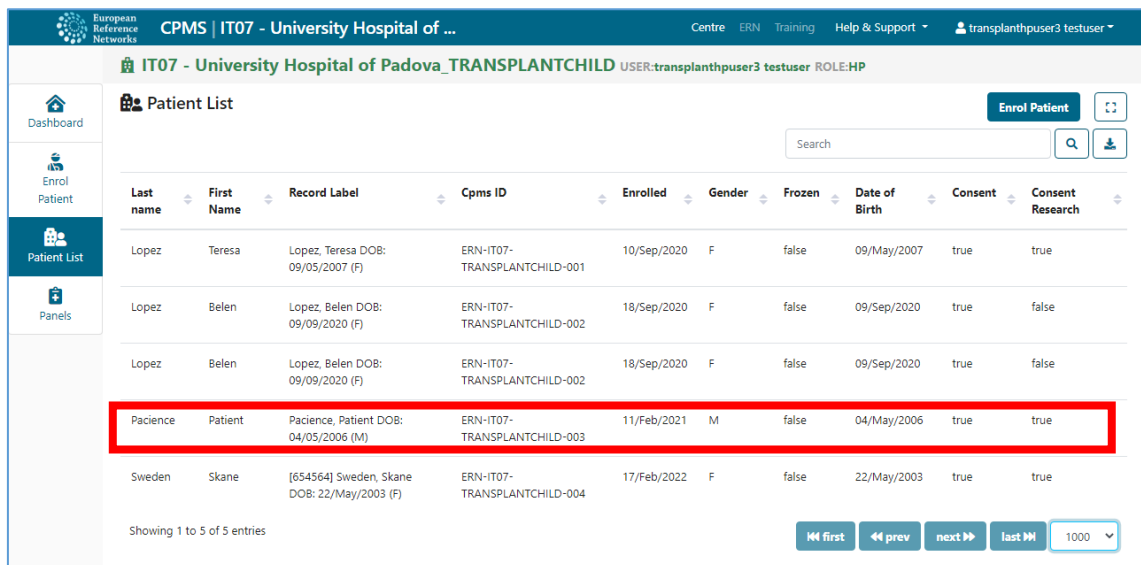 European
Reference
Networks
CPMS | IT07 - University Hospital of ...
Centre ERN Training Help & Support transplanthpuser3 testuser
IT07 - University Hospital of Padova_TRANSPLANTCHILD USER:transplanthpuser3 testuser ROLE:HP
Dashboard
Enrol
Patient
Patient List
Panels
Patient List
Enrol Patient
Search
Last name First Name Record Label Cpms ID Enrolled Gender Frozen Date of Birth Consent Consent Research
Lopez Teresa Lopez, Teresa DOB: ERN-IT07- 10/Sep/2020 F false 09/May/2007 true true
09/05/2007 (F) TRANSPLANTCHILD-001
Lopez Belen Lopez, Belen DOB: ERN-IT07- 18/Sep/2020 F false 09/Sep/2020 true false
09/09/2020 (F) TRANSPLANTCHILD-002
Lopez Belen Lopez, Belen DOB: ERN-IT07- 18/Sep/2020 F false 09/Sep/2020 true false
09/09/2020 (F) TRANSPLANTCHILD-002
Pacience Patient Pacience, Patient DOB: ERN-IT07- 11/Feb/2021 M false 04/May/2006 true true
04/05/2006 (M) TRANSPLANTCHILD-003
Sweden Skane [654564] Sweden, Skane ERN-IT07- 17/Feb/2022 F false 22/May/2003 true true
DOB: 22/May/2003 (F) TRANSPLANTCHILD-004
Showing 1 to 5 of 5 entries
first prev next last 1000